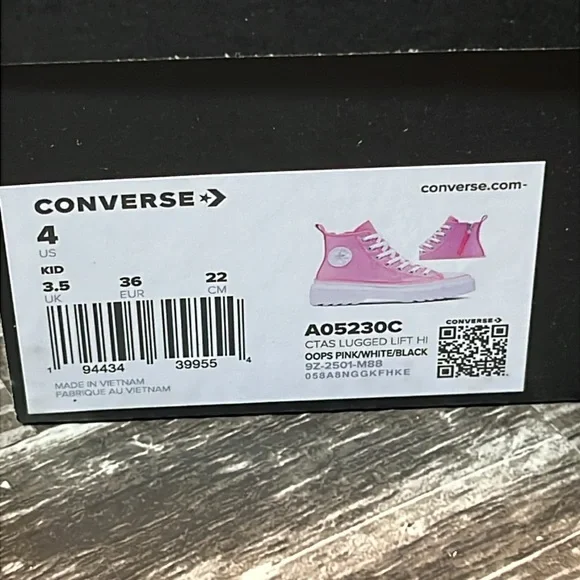 CONVERSE
converse.com
4
US
KID
3.5 36 22
UK EUR CM
1 94434 39955 4
MADE IN VIETNAM
FABRIQUE AU VIETNAM
A05230C
CTAS LUGGED LIFT HI
OOPS PINK/WHITE/BLACK
9Z-2501-M88
058A8NGGKFHKE
CONVERSE